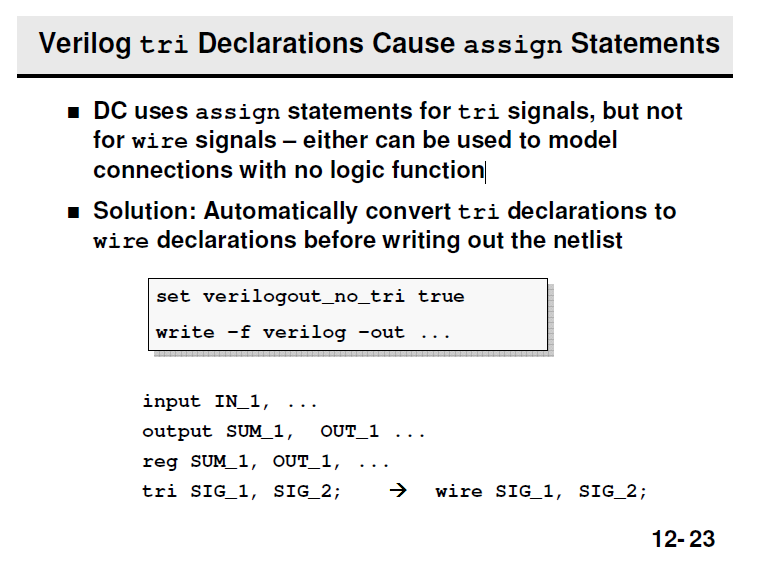 Verilog tri Declarations Cause assign Statements
■ DC uses assign statements for tri signals, but not
for wire signals – either can be used to model
connections with no logic function
■ Solution: Automatically convert tri declarations to
wire declarations before writing out the netlist
set verilogout_no_tri true
write –f verilog –out ...
input IN_1, ...
output SUM_1, OUT_1 ...
reg SUM_1, OUT_1, ...
tri SIG_1, SIG_2; → wire SIG_1, SIG_2;
12- 23